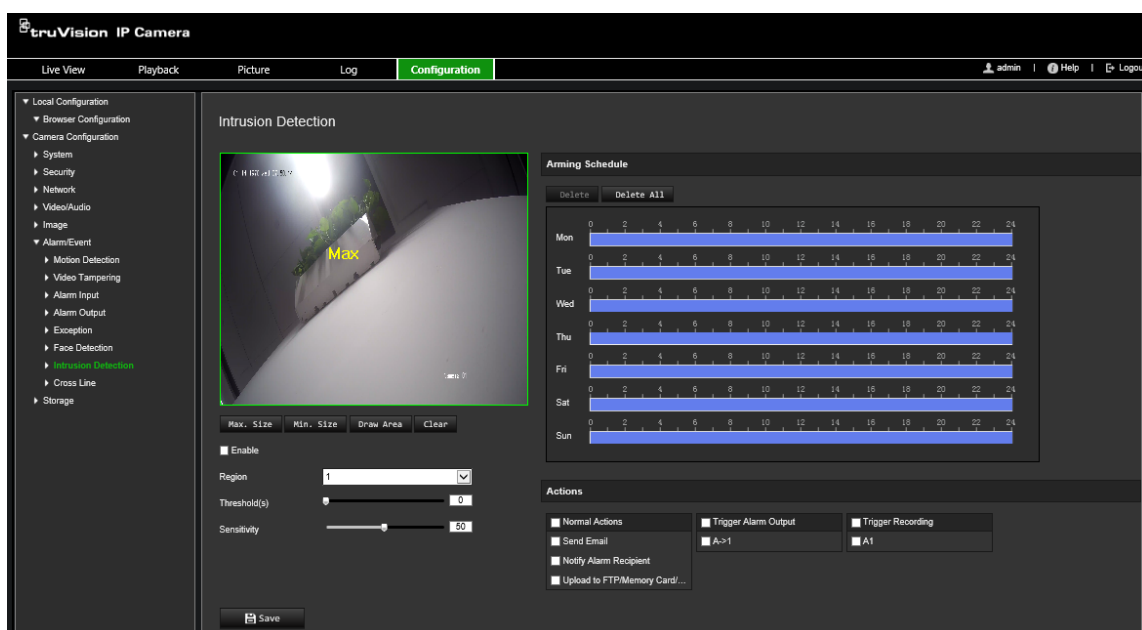 truVision IP Camera
Live View Playback Picture Log Configuration admin | Help | Logou
Local Configuration
Browser Configuration
Camera Configuration
System
Security
Network
Video/Audio
Image
Alarm/Event
Motion Detection
Video Tampering
Alarm Input
Alarm Output
Exception
Face Detection
Intrusion Detection
Cross Line
Storage
Intrusion Detection
Max
Max. Size Min. Size Draw Area Clear
Enable
Region 1
Threshold(s) 0
Sensitivity 50
Save
Arming Schedule
Delete Delete All
0 2 4 6 8 10 12 14 16 18 20 22 24
Mon
0 2 4 6 8 10 12 14 16 18 20 22 24
Tue
0 2 4 6 8 10 12 14 16 18 20 22 24
Wed
0 2 4 6 8 10 12 14 16 18 20 22 24
Thu
0 2 4 6 8 10 12 14 16 18 20 22 24
Fri
0 2 4 6 8 10 12 14 16 18 20 22 24
Sat
0 2 4 6 8 10 12 14 16 18 20 22 24
Sun
Actions
Normal Actions Trigger Alarm Output Trigger Recording
Send Email A->1 A1
Notify Alarm Recipient
Upload to FTP/Memory Card/...